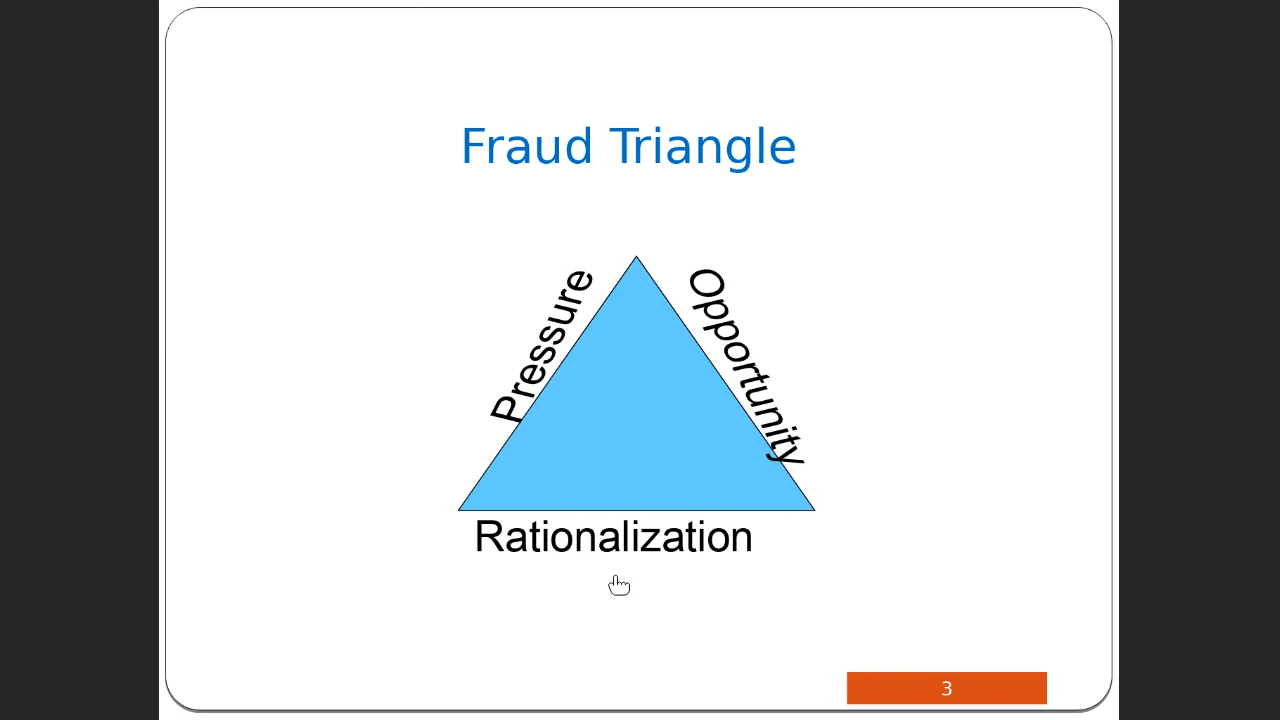 Fraud Triangle
Pressure
Opportunity
Rationalization
3